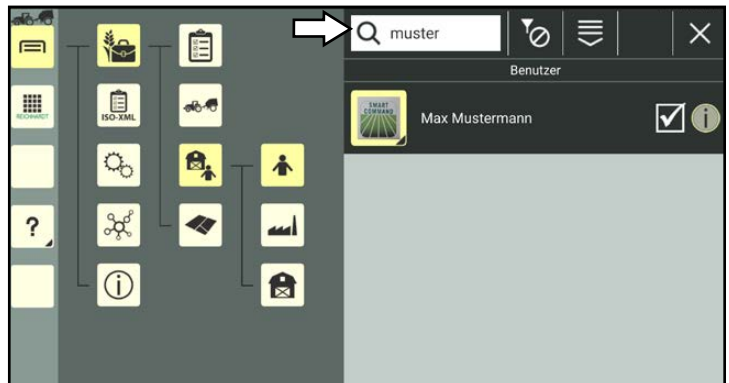 muster
Benutzer
REICHHARDT
ISO-XML
SMART
COMMAND
Max Mustermann
?